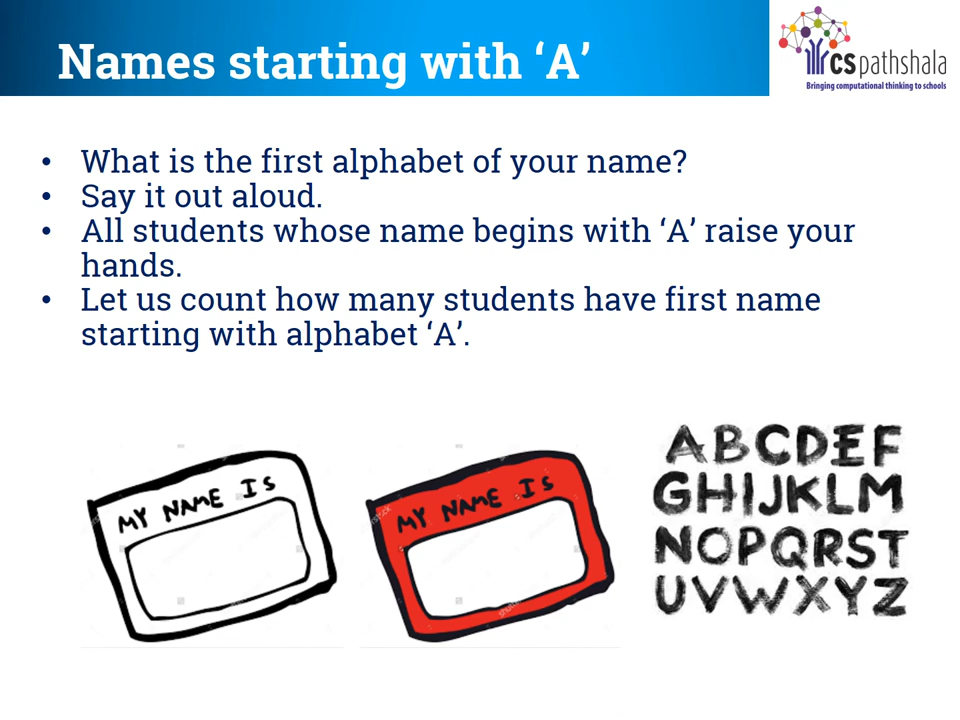 Names starting with ‘A’
CSpathshala
Bringing computational thinking to schools
• What is the first alphabet of your name?
• Say it out aloud.
• All students whose name begins with ‘A’ raise your
hands.
• Let us count how many students have first name
starting with alphabet ‘A’.
MY NAME IS
MY NAME IS
ABCDEF
GHIJKLM
NOPQRST
UVWXYZ